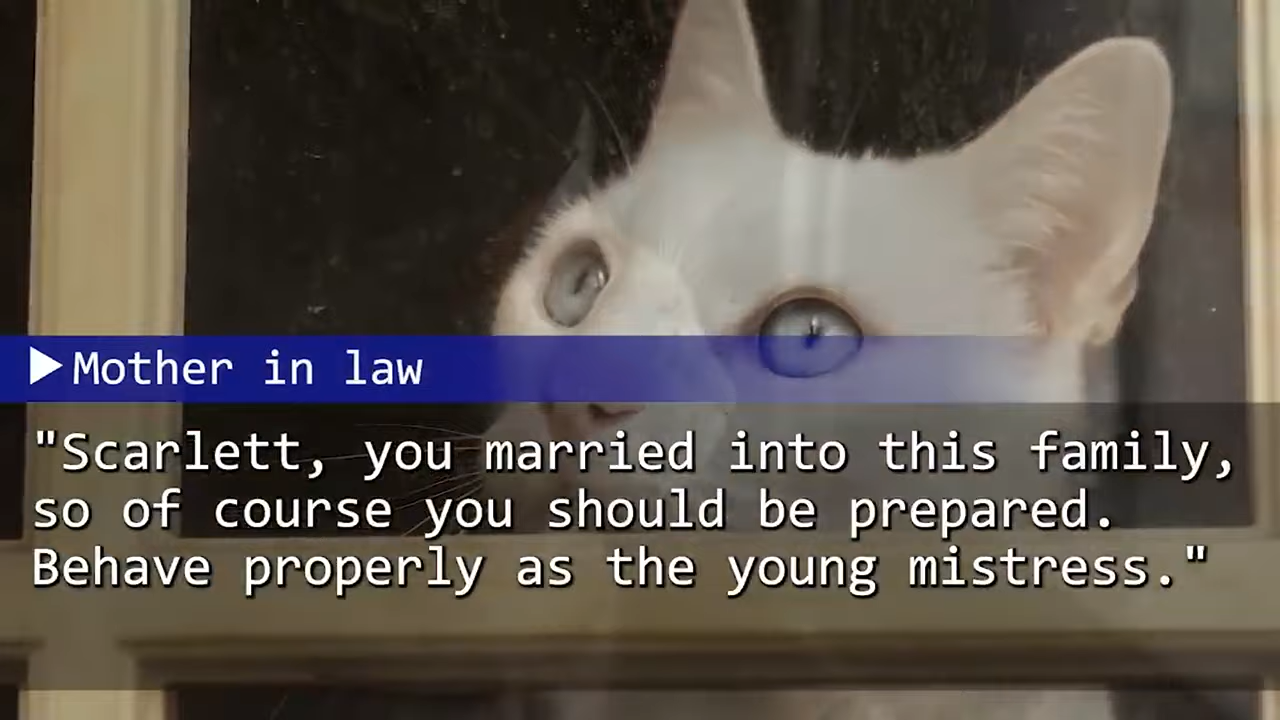 ▶Mother in law
"Scarlett, you married into this family,
so of course you should be prepared.
Behave properly as the young mistress."